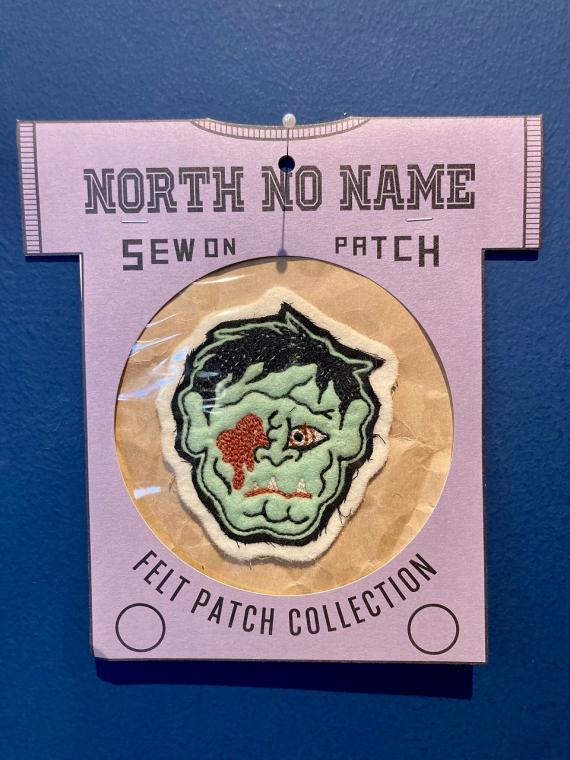 NORTH NO NAME
SEW ON PATCH
FELT PATCH COLLECTION